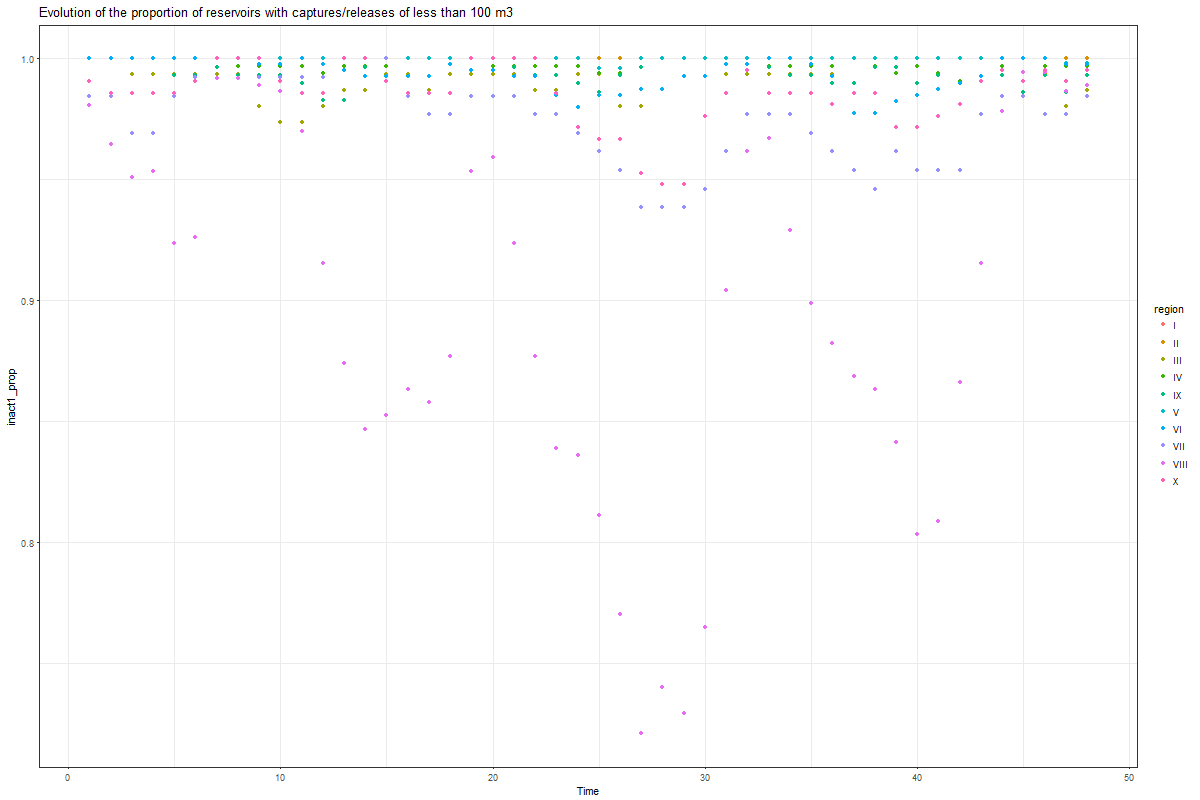 Evolution of the proportion of reservoirs with captures/releases of less than 100 m3
1.0
0.9
0.8
inact1_prop
0
10
20
30
40
50
Time
region
I
II
III
IV
IX
V
VI
VII
VIII
X